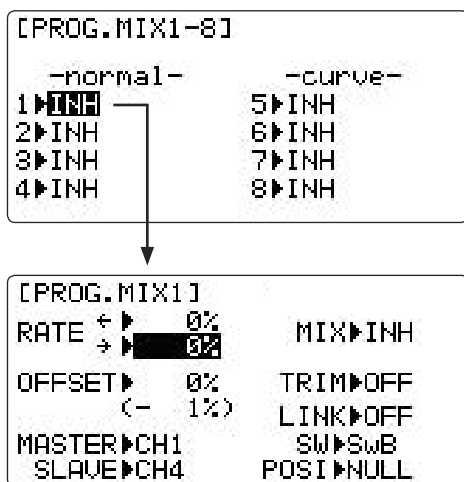 [PROG.MIX1-8]
-normal- -curve-
1▶INH 5▶INH
2▶INH 6▶INH
3▶INH 7▶INH
4▶INH 8▶INH
[PROG.MIX1]
RATE ←▶ 0% MIX▶INH
→▶ 0%
OFFSET▶ 0% TRIM▶OFF
(- 1%) LINK▶OFF
MASTER▶CH1 SW▶SwB
SLAVE▶CH4 POSI▶NULL